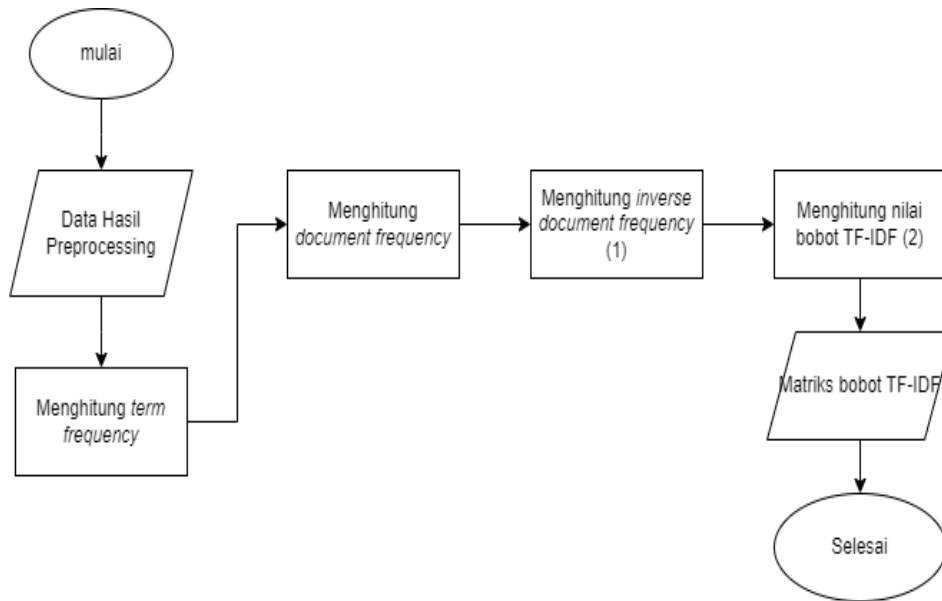 mulai
Data Hasil
Preprocessing
Menghitung term
frequency
Menghitung
document frequency
Menghitung inverse
document frequency
(1)
Menghitung nilai
bobot TF-IDF (2)
Matriks bobot TF-IDF
Selesai